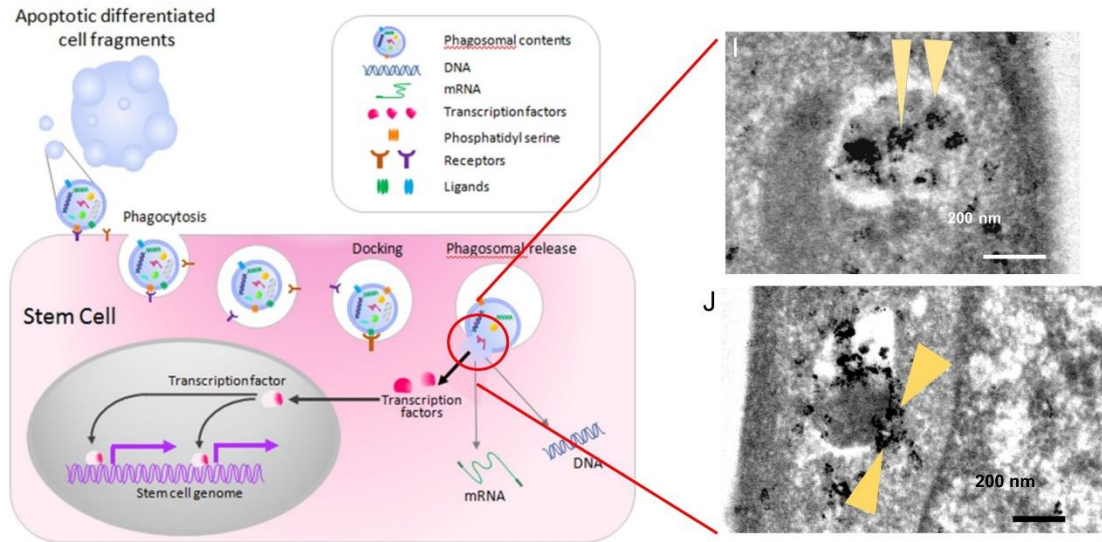 Apoptotic differentiated
cell fragments
Phagosomal contents
DNA
mRNA
Transcription factors
Phosphatidyl serine
Receptors
Ligands
Phagocytosis
Docking
Phagosomal release
Stem Cell
Transcription factor
Transcription
factors
Stem cell genome
mRNA
DNA
I
200 nm
J
200 nm